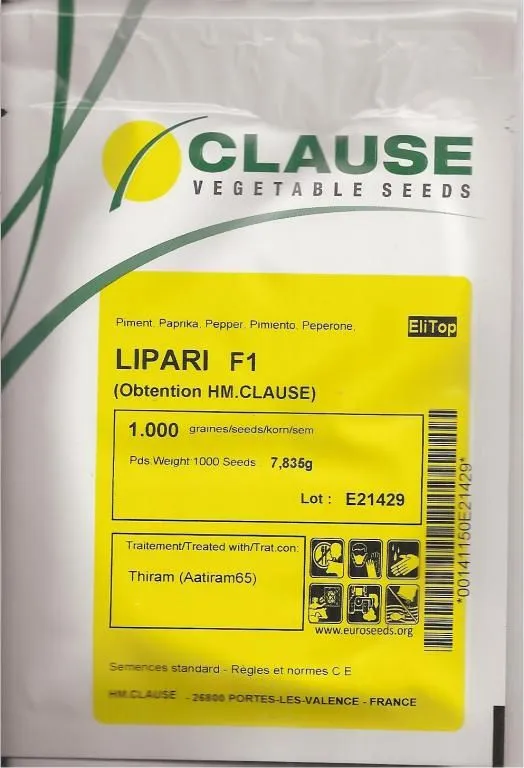 CLAUSE
VEGETABLE SEEDS
Piment, Paprika, Pepper, Pimiento, Peperone,
EliTop
LIPARI F1
(Obtention HM.CLAUSE)
1.000 graines/seeds/korn/sem
Pds.Weight 1000 Seeds 7,835g
Lot : E21429
*00141150E21429*
Traitement/Treated with/Trat.con:
Thiram (Aatiram65)
www.euroseeds.org
Semences standard - Règles et normes C E
HM.CLAUSE - 26800 PORTES-LES-VALENCE - FRANCE